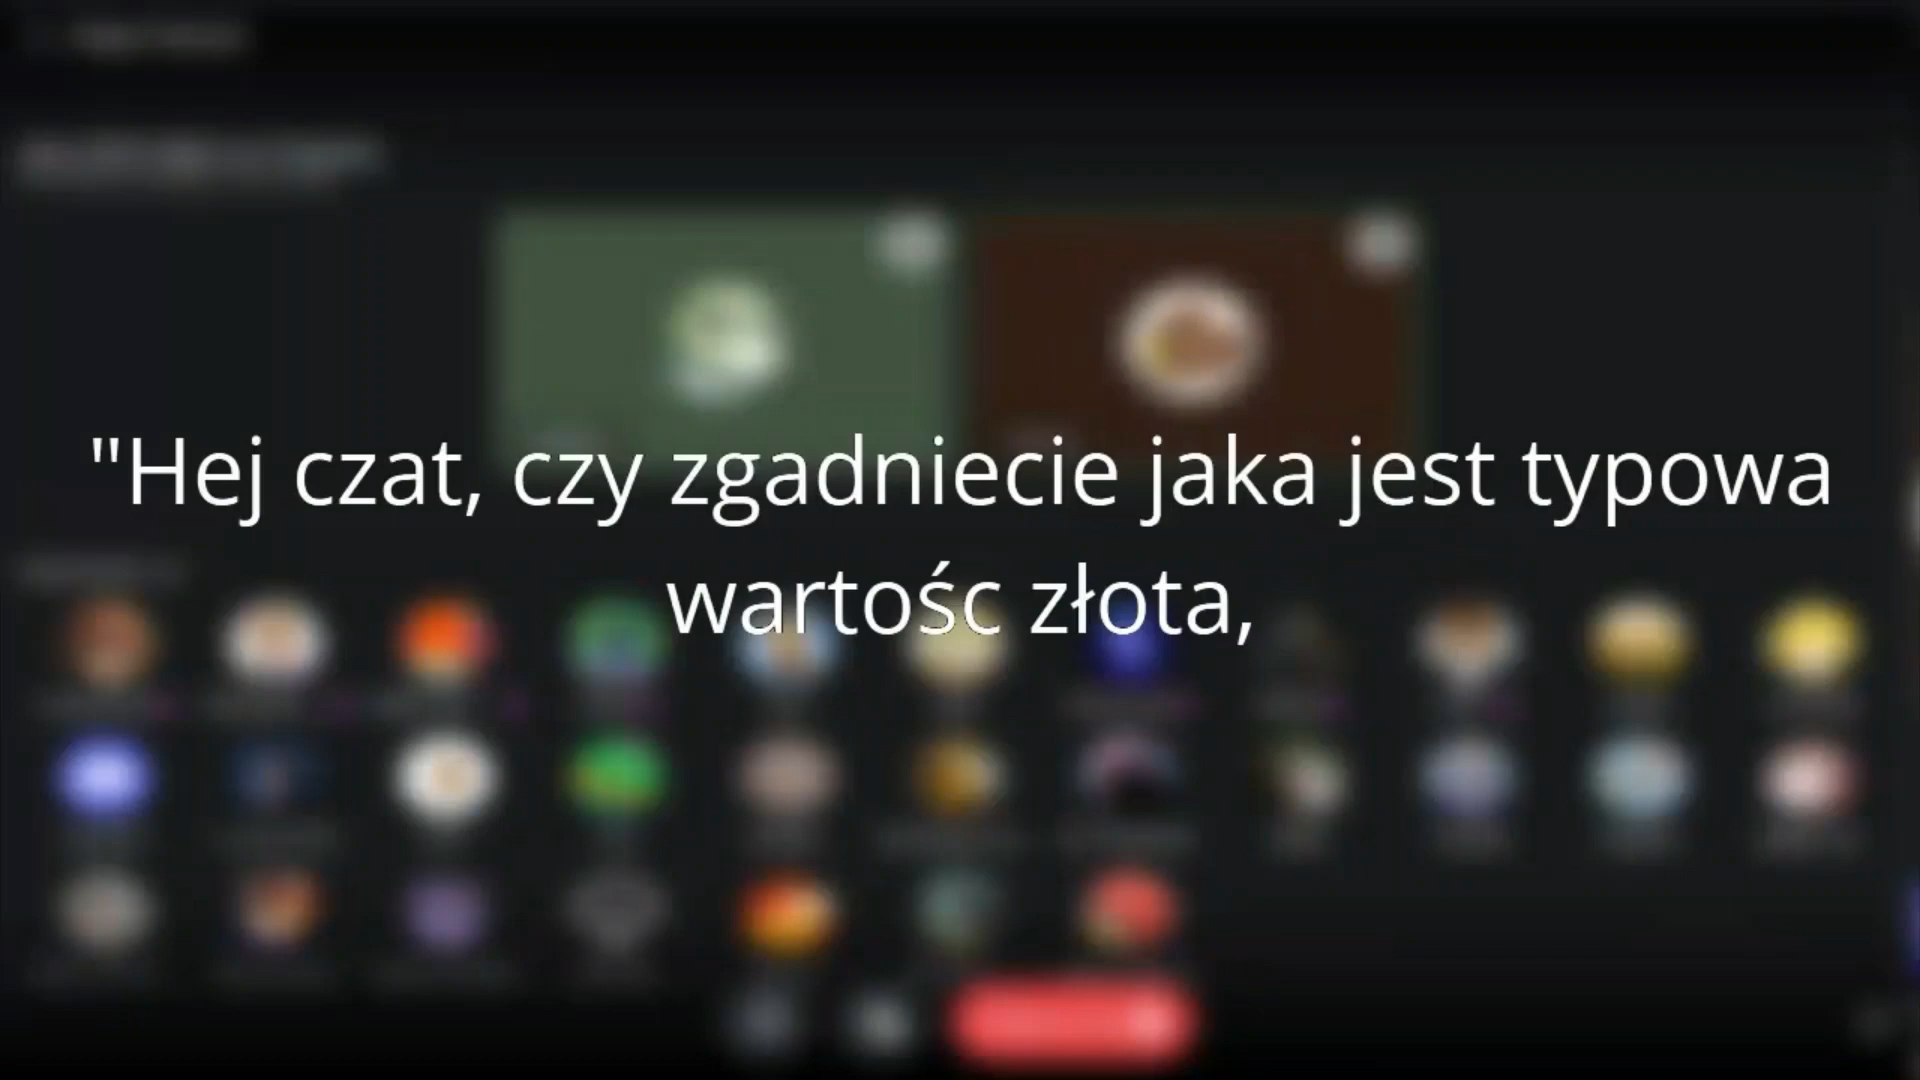 "Hej czat, czy zgadniecie jaka jest typowa
wartośc złota,